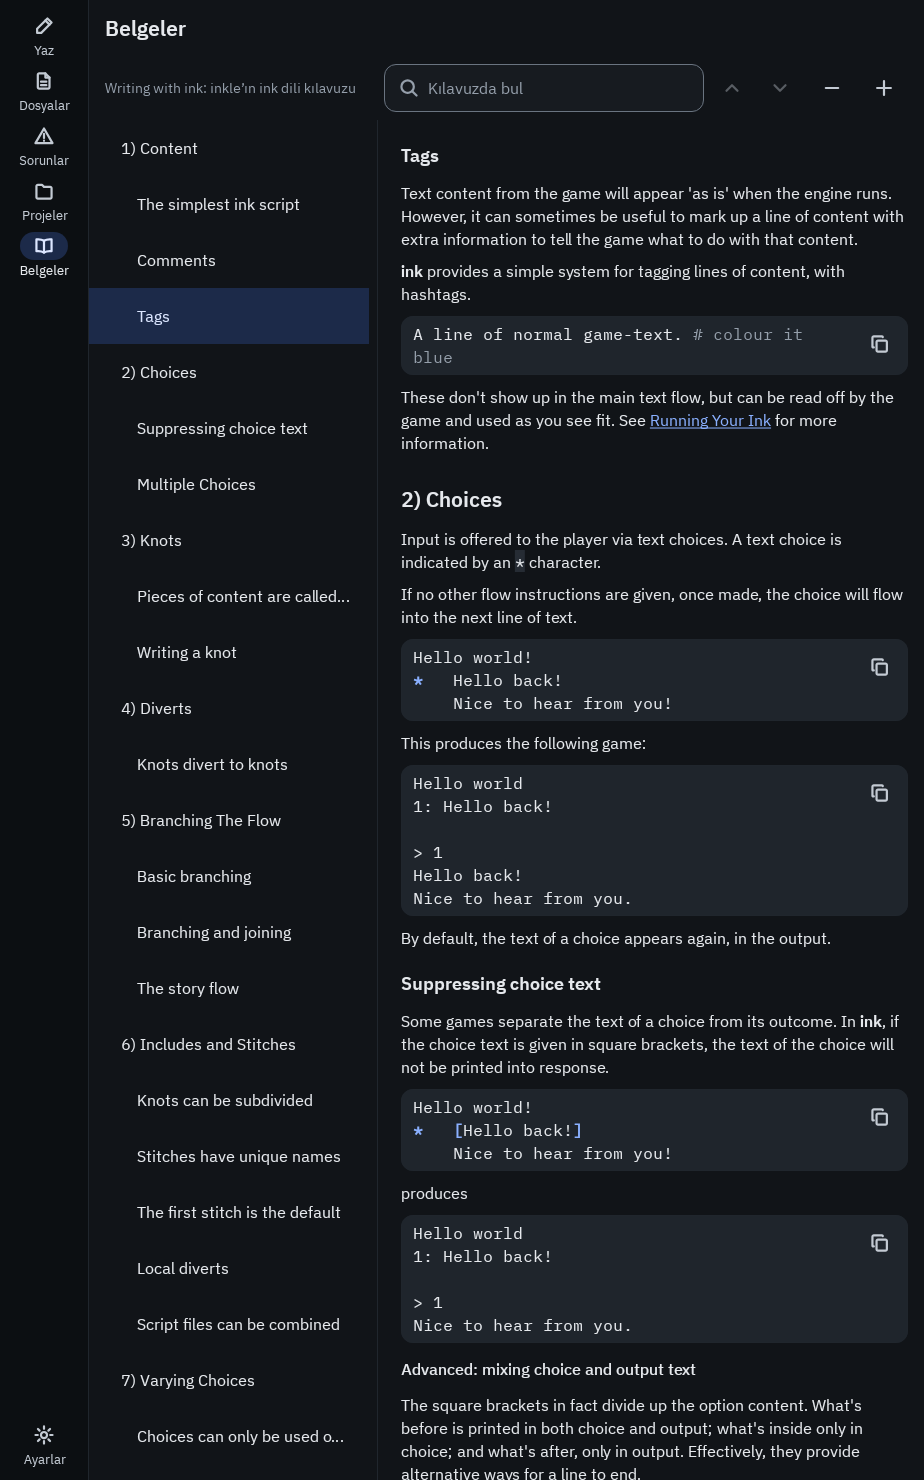 Belgeler
Yaz
Dosyalar
Sorunlar
Projeler
Belgeler
Ayarlar
Writing with ink: inkle'ın ink dili kılavuzu
Kılavuzda bul
1) Content
The simplest ink script
Comments
Tags
2) Choices
Suppressing choice text
Multiple Choices
3) Knots
Pieces of content are called...
Writing a knot
4) Diverts
Knots divert to knots
5) Branching The Flow
Basic branching
Branching and joining
The story flow
6) Includes and Stitches
Knots can be subdivided
Stitches have unique names
The first stitch is the default
Local diverts
Script files can be combined
7) Varying Choices
Choices can only be used o...
Tags
Text content from the game will appear 'as is' when the engine runs.
However, it can sometimes be useful to mark up a line of content with
extra information to tell the game what to do with that content.
ink provides a simple system for tagging lines of content, with
hashtags.
A line of normal game-text. # colour it
blue
These don't show up in the main text flow, but can be read off by the
game and used as you see fit. See Running Your Ink for more
information.
2) Choices
Input is offered to the player via text choices. A text choice is
indicated by an * character.
If no other flow instructions are given, once made, the choice will flow
into the next line of text.
Hello world!
*   Hello back!
    Nice to hear from you!
This produces the following game:
Hello world
1: Hello back!
> 1
Hello back!
Nice to hear from you.
By default, the text of a choice appears again, in the output.
Suppressing choice text
Some games separate the text of a choice from its outcome. In ink, if
the choice text is given in square brackets, the text of the choice will
not be printed into response.
Hello world!
*   [Hello back!]
    Nice to hear from you!
produces
Hello world
1: Hello back!
> 1
Nice to hear from you.
Advanced: mixing choice and output text
The square brackets in fact divide up the option content. What's
before is printed in both choice and output; what's inside only in
choice; and what's after, only in output. Effectively, they provide
alternative ways for a line to end.